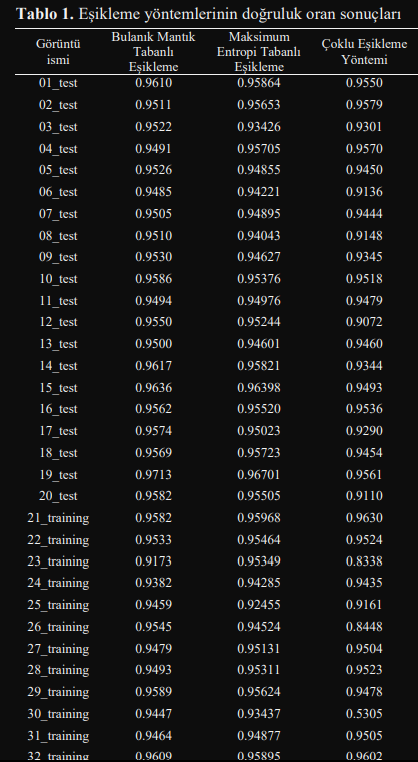 Tablo 1. Eşikleme yöntemlerinin doğruluk oran sonuçları
Görüntü ismi Bulanık Mantık Tabanlı Eşikleme Maksimum Entropi Tabanlı Eşikleme Çoklu Eşikleme Yöntemi
01_test 0.9610 0.95864 0.9550
02_test 0.9511 0.95653 0.9579
03_test 0.9522 0.93426 0.9301
04_test 0.9491 0.95705 0.9570
05_test 0.9526 0.94855 0.9450
06_test 0.9485 0.94221 0.9136
07_test 0.9505 0.94895 0.9444
08_test 0.9510 0.94043 0.9148
09_test 0.9530 0.94627 0.9345
10_test 0.9586 0.95376 0.9518
11_test 0.9494 0.94976 0.9479
12_test 0.9550 0.95244 0.9072
13_test 0.9500 0.94601 0.9460
14_test 0.9617 0.95821 0.9344
15_test 0.9636 0.96398 0.9493
16_test 0.9562 0.95520 0.9536
17_test 0.9574 0.95023 0.9290
18_test 0.9569 0.95723 0.9454
19_test 0.9713 0.96701 0.9561
20_test 0.9582 0.95505 0.9110
21_training 0.9582 0.95968 0.9630
22_training 0.9533 0.95464 0.9524
23_training 0.9173 0.95349 0.8338
24_training 0.9382 0.94285 0.9435
25_training 0.9459 0.92455 0.9161
26_training 0.9545 0.94524 0.8448
27_training 0.9479 0.95131 0.9504
28_training 0.9493 0.95311 0.9523
29_training 0.9589 0.95624 0.9478
30_training 0.9447 0.93437 0.5305
31_training 0.9464 0.94877 0.9505
32_training 0.9609 0.95895 0.9602